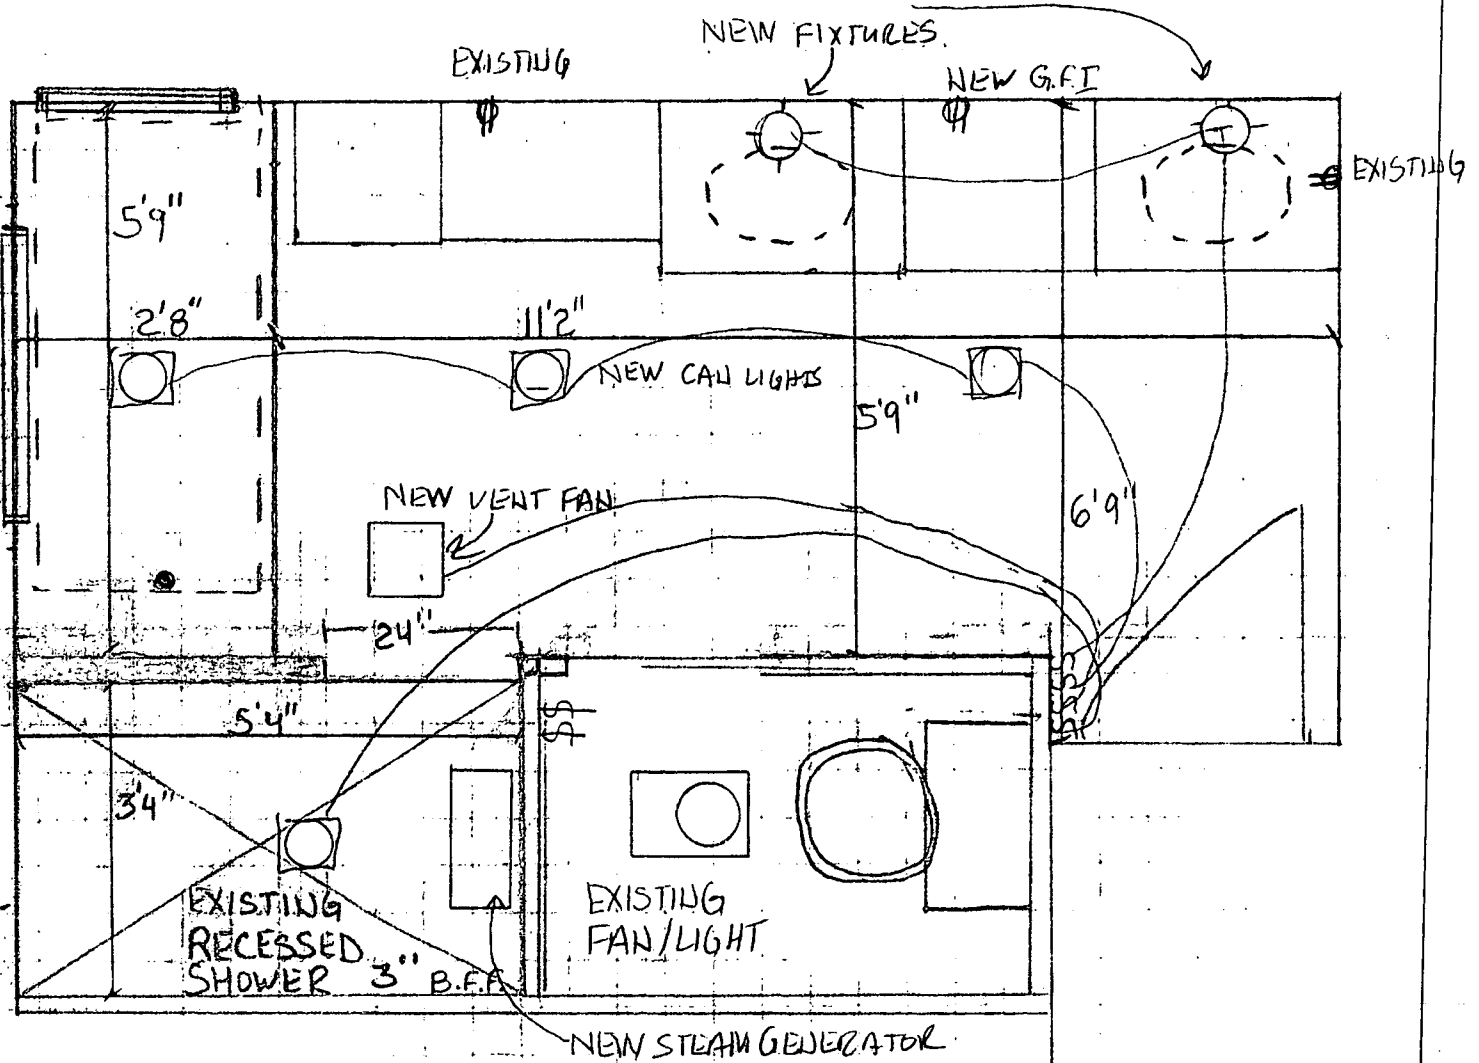 NEW FIXTURES.
EXISTING
NEW G.F.I
EXISTING
5'9"
2'8"
11'2"
NEW CAN LIGHTS
5'9"
NEW VENT FAN
6'9"
24"
5'4"
$$
3'4"
EXISTING
RECESSED
SHOWER 3" B.F.F.
EXISTING
FAN/LIGHT
NEW STEAM GENERATOR